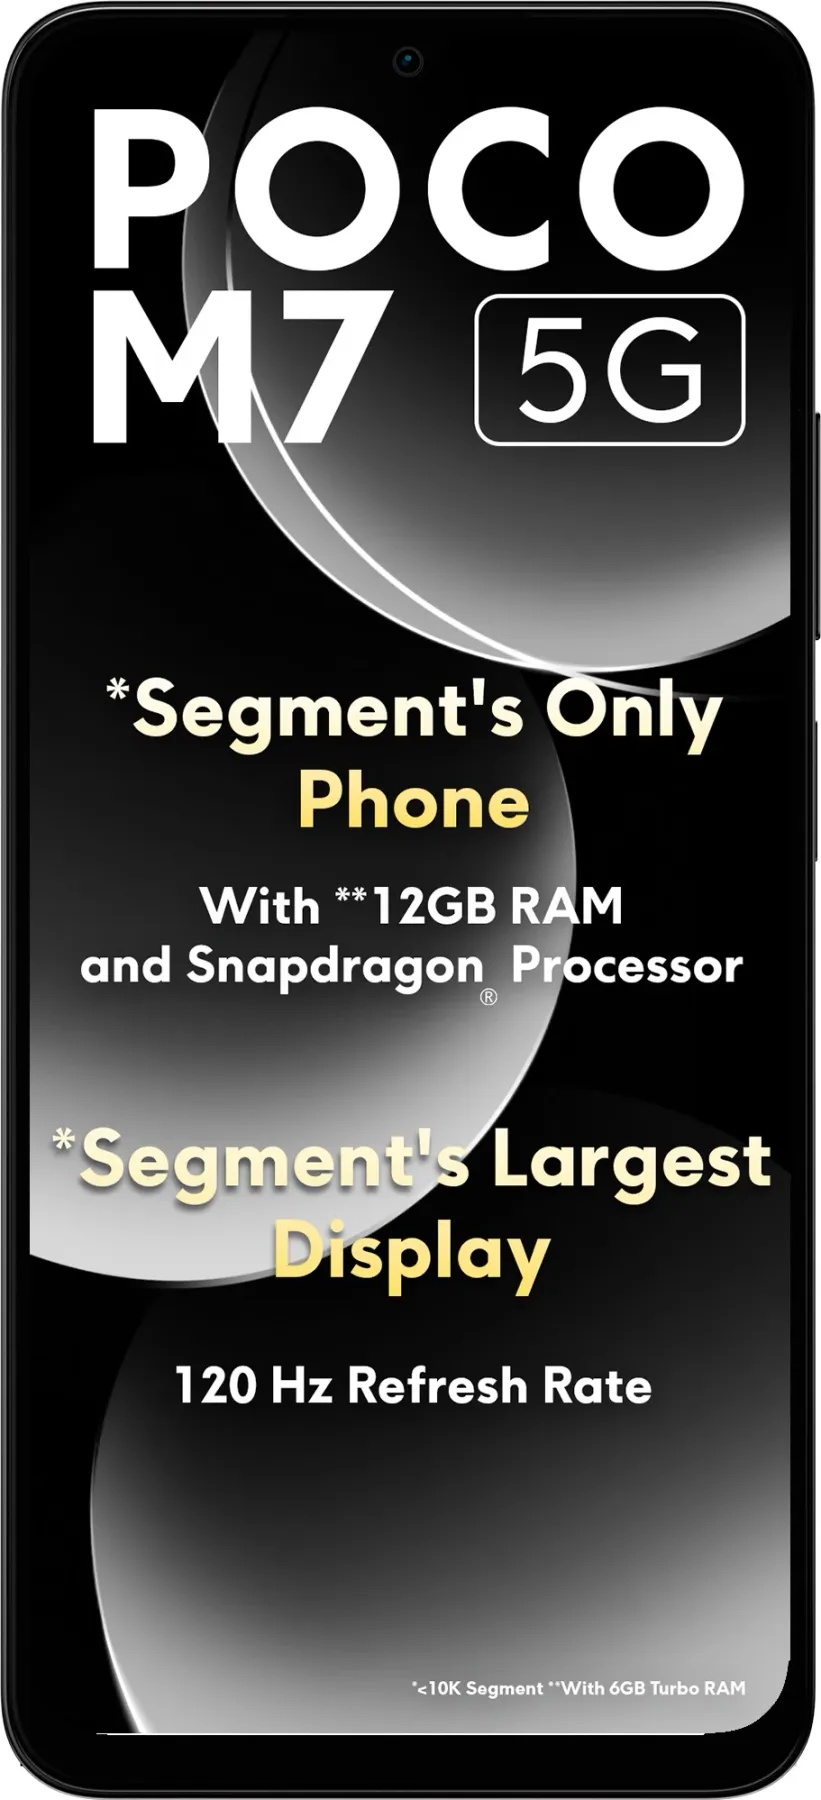 POCO
M7 5G
*Segment's Only
Phone
With **12GB RAM
and Snapdragon® Processor
*Segment's Largest
Display
120 Hz Refresh Rate
*<10K Segment **With 6GB Turbo RAM